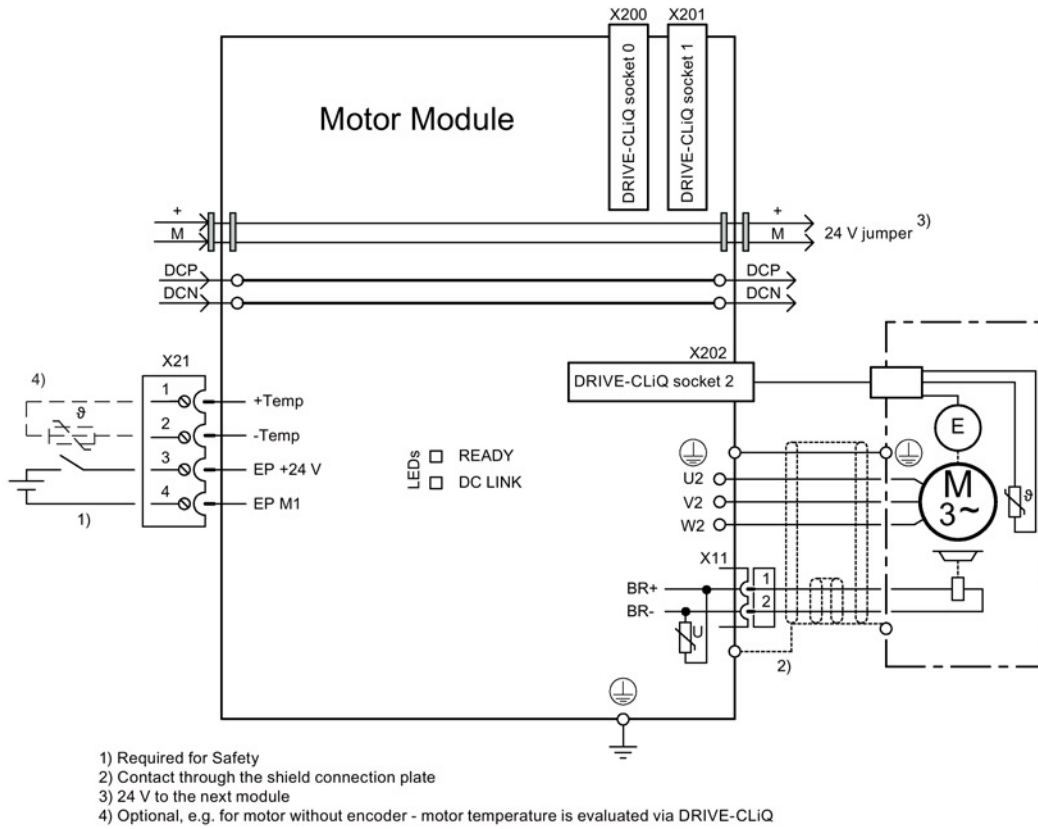 X200 X201
DRIVE-CLiQ socket 0
DRIVE-CLiQ socket 1
Motor Module
+ +
M M 24 V jumper 3)
DCP DCP
DCN DCN
X21 X202
DRIVE-CLiQ socket 2
4) ϑ
1 +Temp
2 -Temp
3 EP +24 V
4 EP M1
1)
LEDs
READY
DC LINK
E
U2
V2
W2
M
3~
ϑ
X11
BR+ 1
BR- 2
U
2)
1) Required for Safety
2) Contact through the shield connection plate
3) 24 V to the next module
4) Optional, e.g. for motor without encoder - motor temperature is evaluated via DRIVE-CLiQ